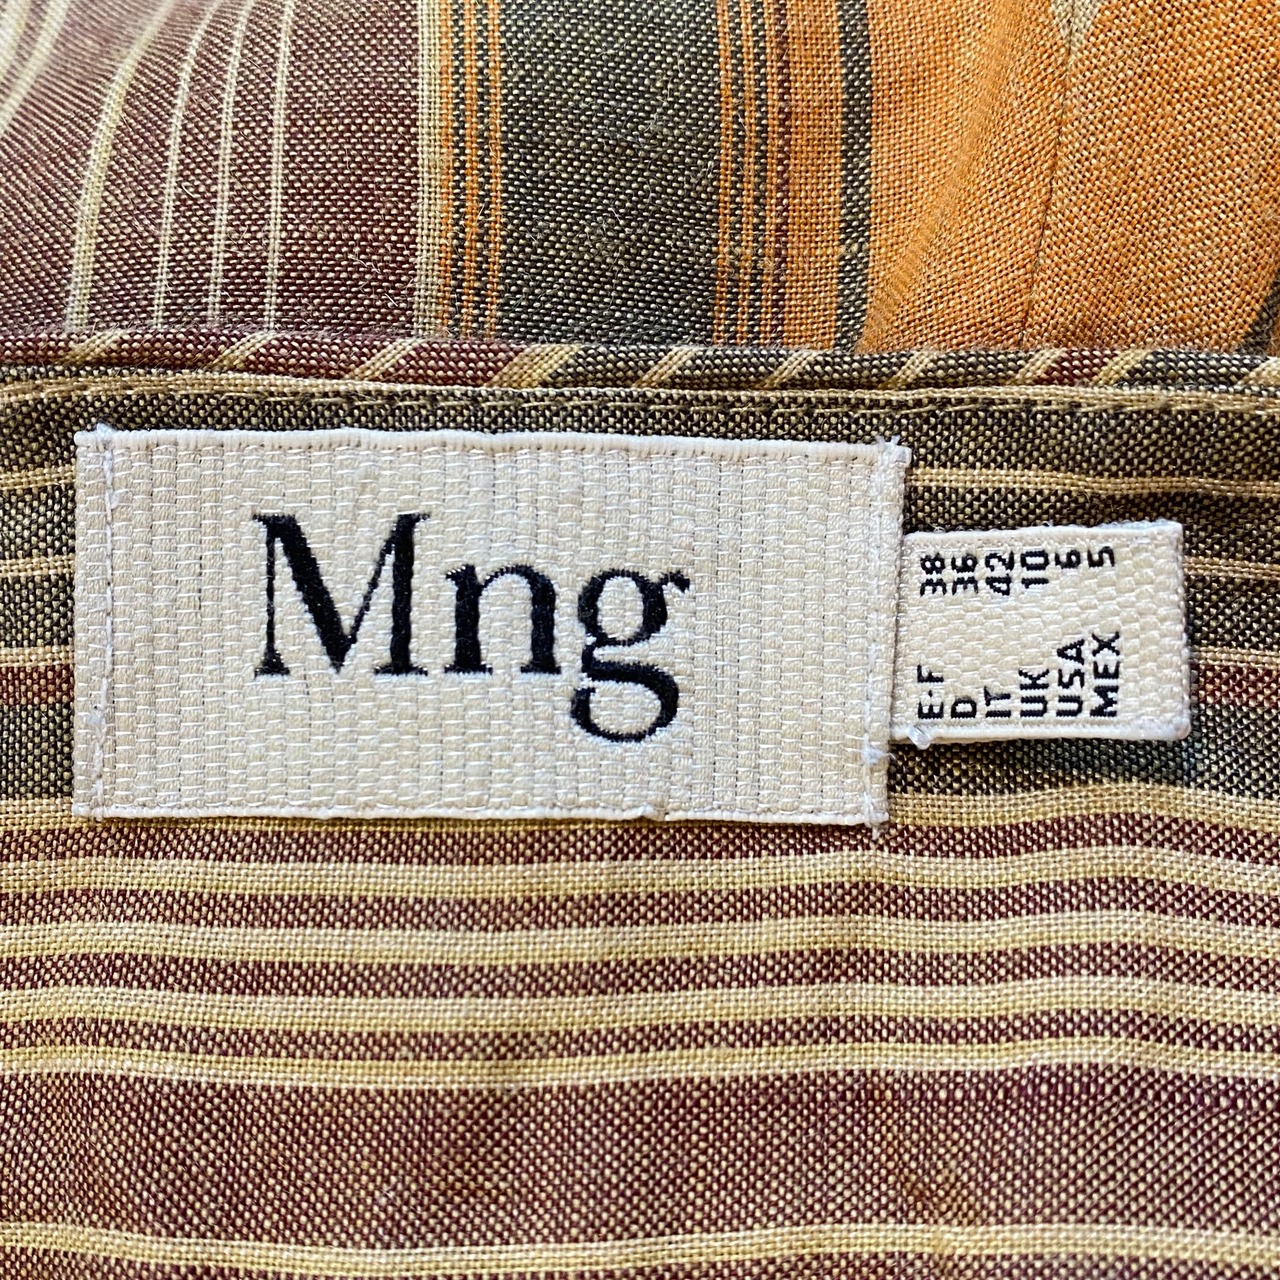 Mng
E·F 38
D 36
IT 42
UK 10
USA 6
MEX 5